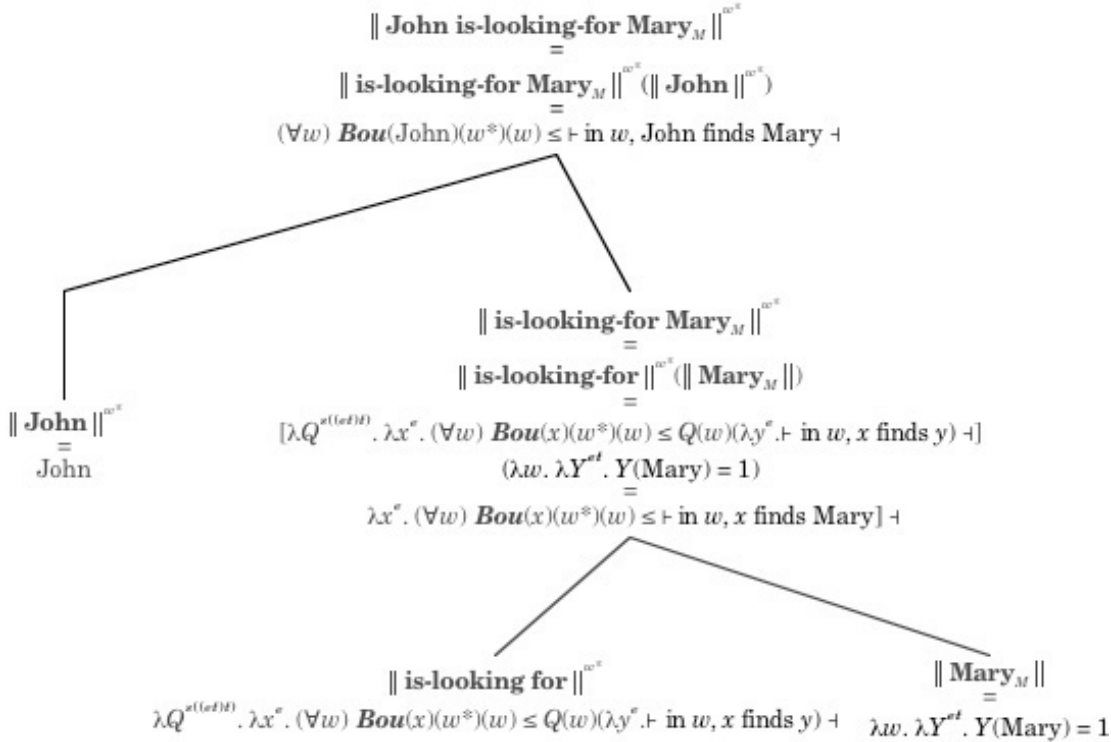 ‖ John is-looking-for Mary_M ‖^{w*}
=
‖ is-looking-for Mary_M ‖^{w*}(‖ John ‖^{w*})
=
(∀w) Bou(John)(w*)(w) ≤ ⊢ in w, John finds Mary ⊣
‖ John ‖^{w*}
=
John
‖ is-looking-for Mary_M ‖^{w*}
=
‖ is-looking-for ‖^{w*}(‖ Mary_M ‖)
=
[λQ^{s((et)t)}. λx^e. (∀w) Bou(x)(w*)(w) ≤ Q(w)(λy^e.⊢ in w, x finds y) ⊣]
(λw. λY^{et}. Y(Mary) = 1)
=
λx^e. (∀w) Bou(x)(w*)(w) ≤ ⊢ in w, x finds Mary] ⊣
‖ is-looking for ‖^{w*}
λQ^{s((et)t)}. λx^e. (∀w) Bou(x)(w*)(w) ≤ Q(w)(λy^e.⊢ in w, x finds y) ⊣
‖ Mary_M ‖
=
λw. λY^{et}. Y(Mary) = 1